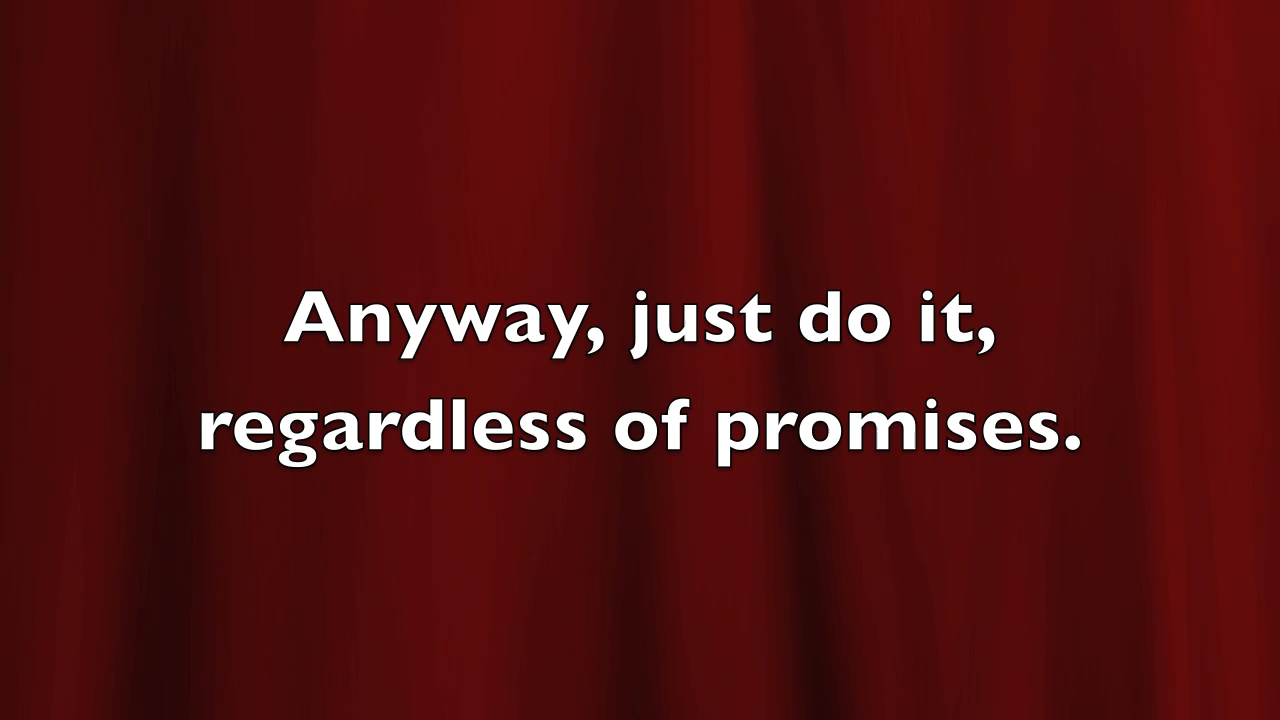 Anyway, just do it,
regardless of promises.